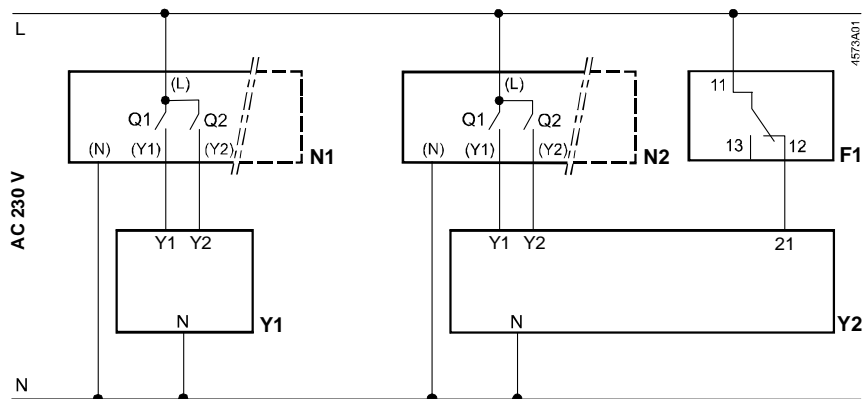 L
4573A01
(L)
(L)
11
Q1 Q2
Q1 Q2
(N) (Y1) (Y2)
N1
(N) (Y1) (Y2)
N2
13 12
F1
AC 230 V
Y1 Y2
Y1 Y2
21
N
Y1
N
Y2
N